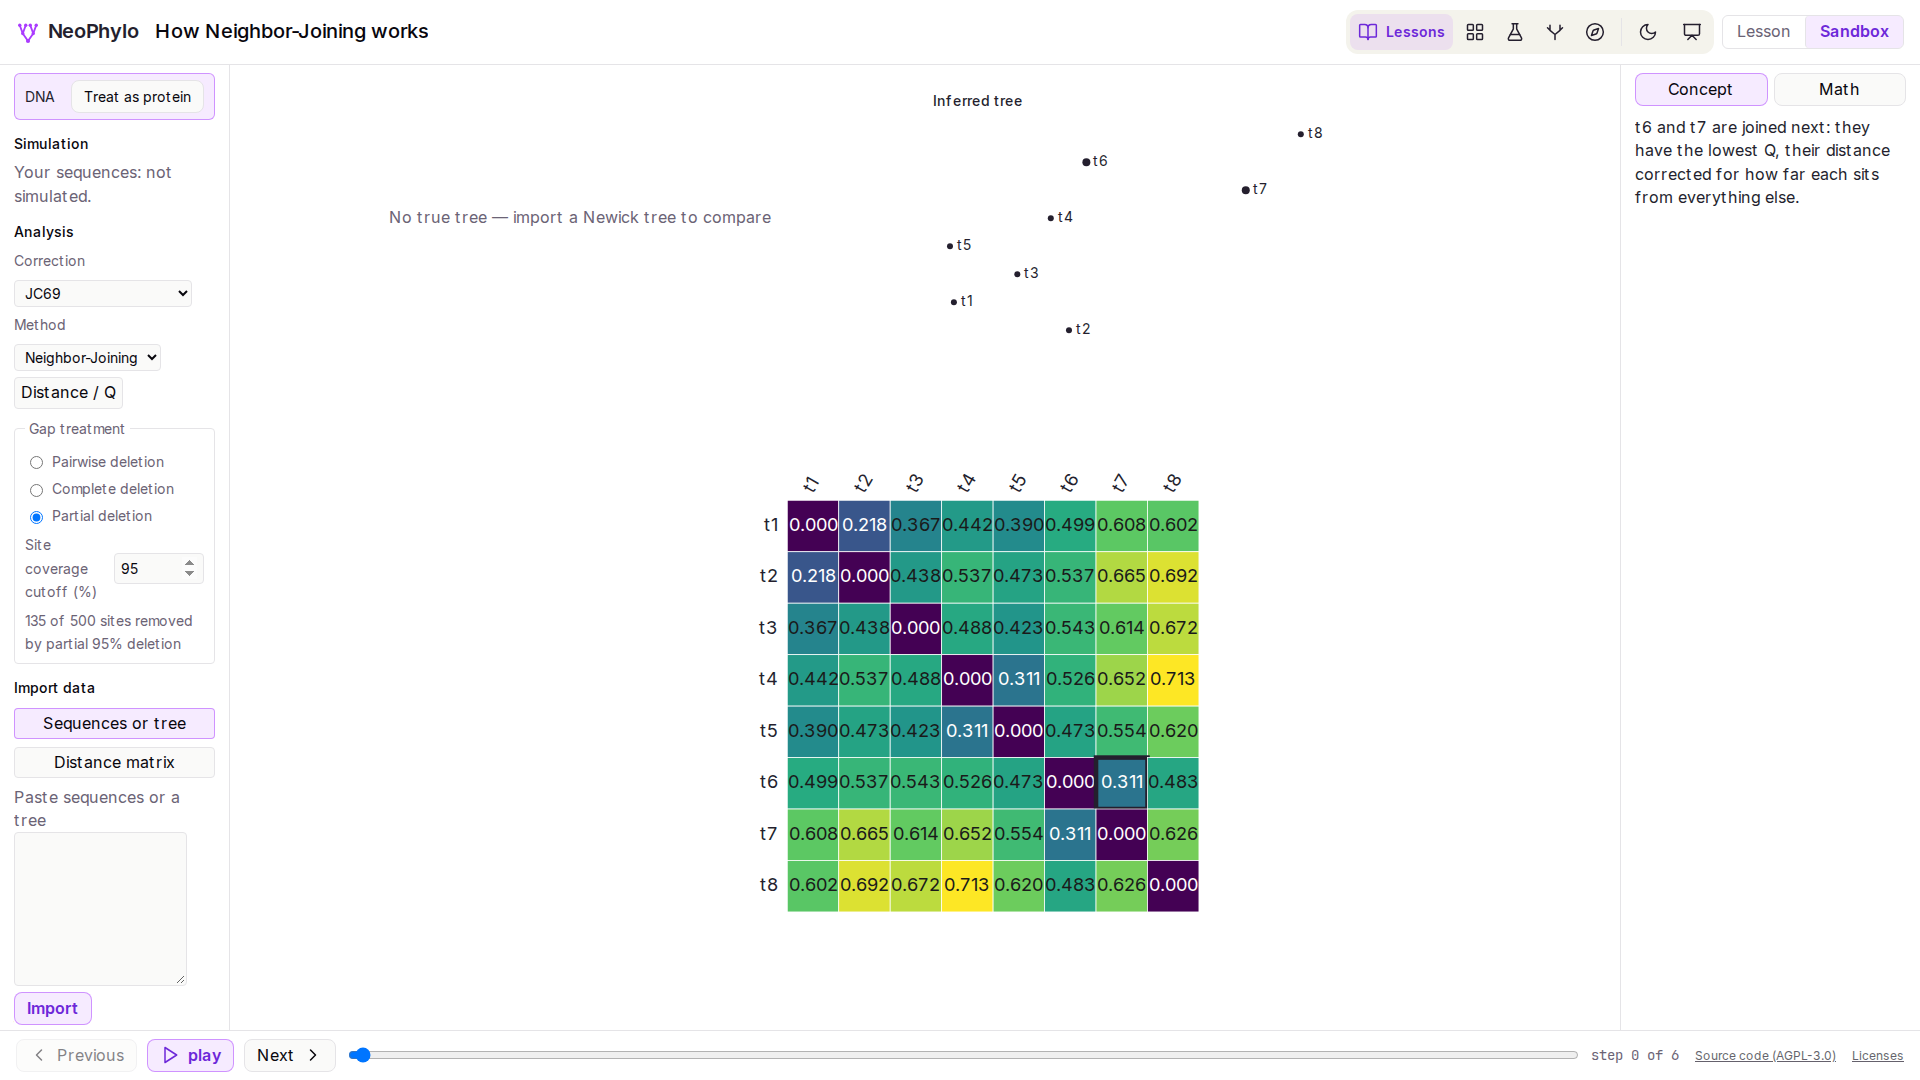 NeoPhylo
How Neighbor-Joining works
Lessons
Lesson
Sandbox
DNA
Treat as protein
Simulation
Your sequences: not
simulated.
Analysis
Correction
JC69
Method
Neighbor-Joining
Distance / Q
Gap treatment
Pairwise deletion
Complete deletion
Partial deletion
Site
coverage
cutoff (%)
95
135 of 500 sites removed
by partial 95% deletion
Import data
Sequences or tree
Distance matrix
Paste sequences or a
tree
Import
Inferred tree
No true tree — import a Newick tree to compare
t8
t6
t7
t4
t5
t3
t1
t2
t1 t2 t3 t4 t5 t6 t7 t8
t1 0.000 0.218 0.367 0.442 0.390 0.499 0.608 0.602
t2 0.218 0.000 0.438 0.537 0.473 0.537 0.665 0.692
t3 0.367 0.438 0.000 0.488 0.423 0.543 0.614 0.672
t4 0.442 0.537 0.488 0.000 0.311 0.526 0.652 0.713
t5 0.390 0.473 0.423 0.311 0.000 0.473 0.554 0.620
t6 0.499 0.537 0.543 0.526 0.473 0.000 0.311 0.483
t7 0.608 0.665 0.614 0.652 0.554 0.311 0.000 0.626
t8 0.602 0.692 0.672 0.713 0.620 0.483 0.626 0.000
Concept
Math
t6 and t7 are joined next: they
have the lowest Q, their distance
corrected for how far each sits
from everything else.
Previous
play
Next
step 0 of 6
Source code (AGPL-3.0)
Licenses